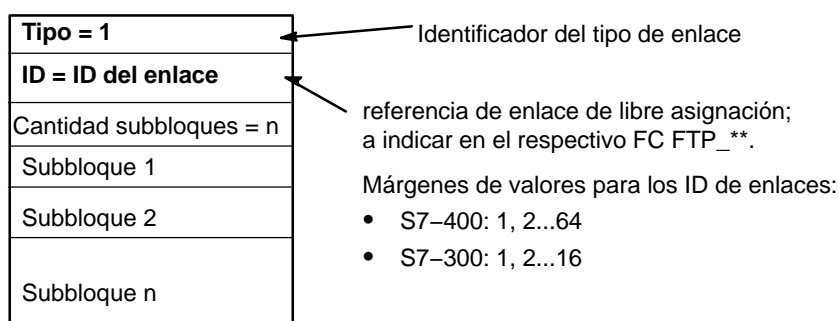 Tipo = 1
Identificador del tipo de enlace
ID = ID del enlace
referencia de enlace de libre asignación;
a indicar en el respectivo FC FTP_**.
Cantidad subbloques = n
Subbloque 1
Subbloque 2
Subbloque n
Márgenes de valores para los ID de enlaces:
• S7–400: 1, 2...64
• S7–300: 1, 2...16